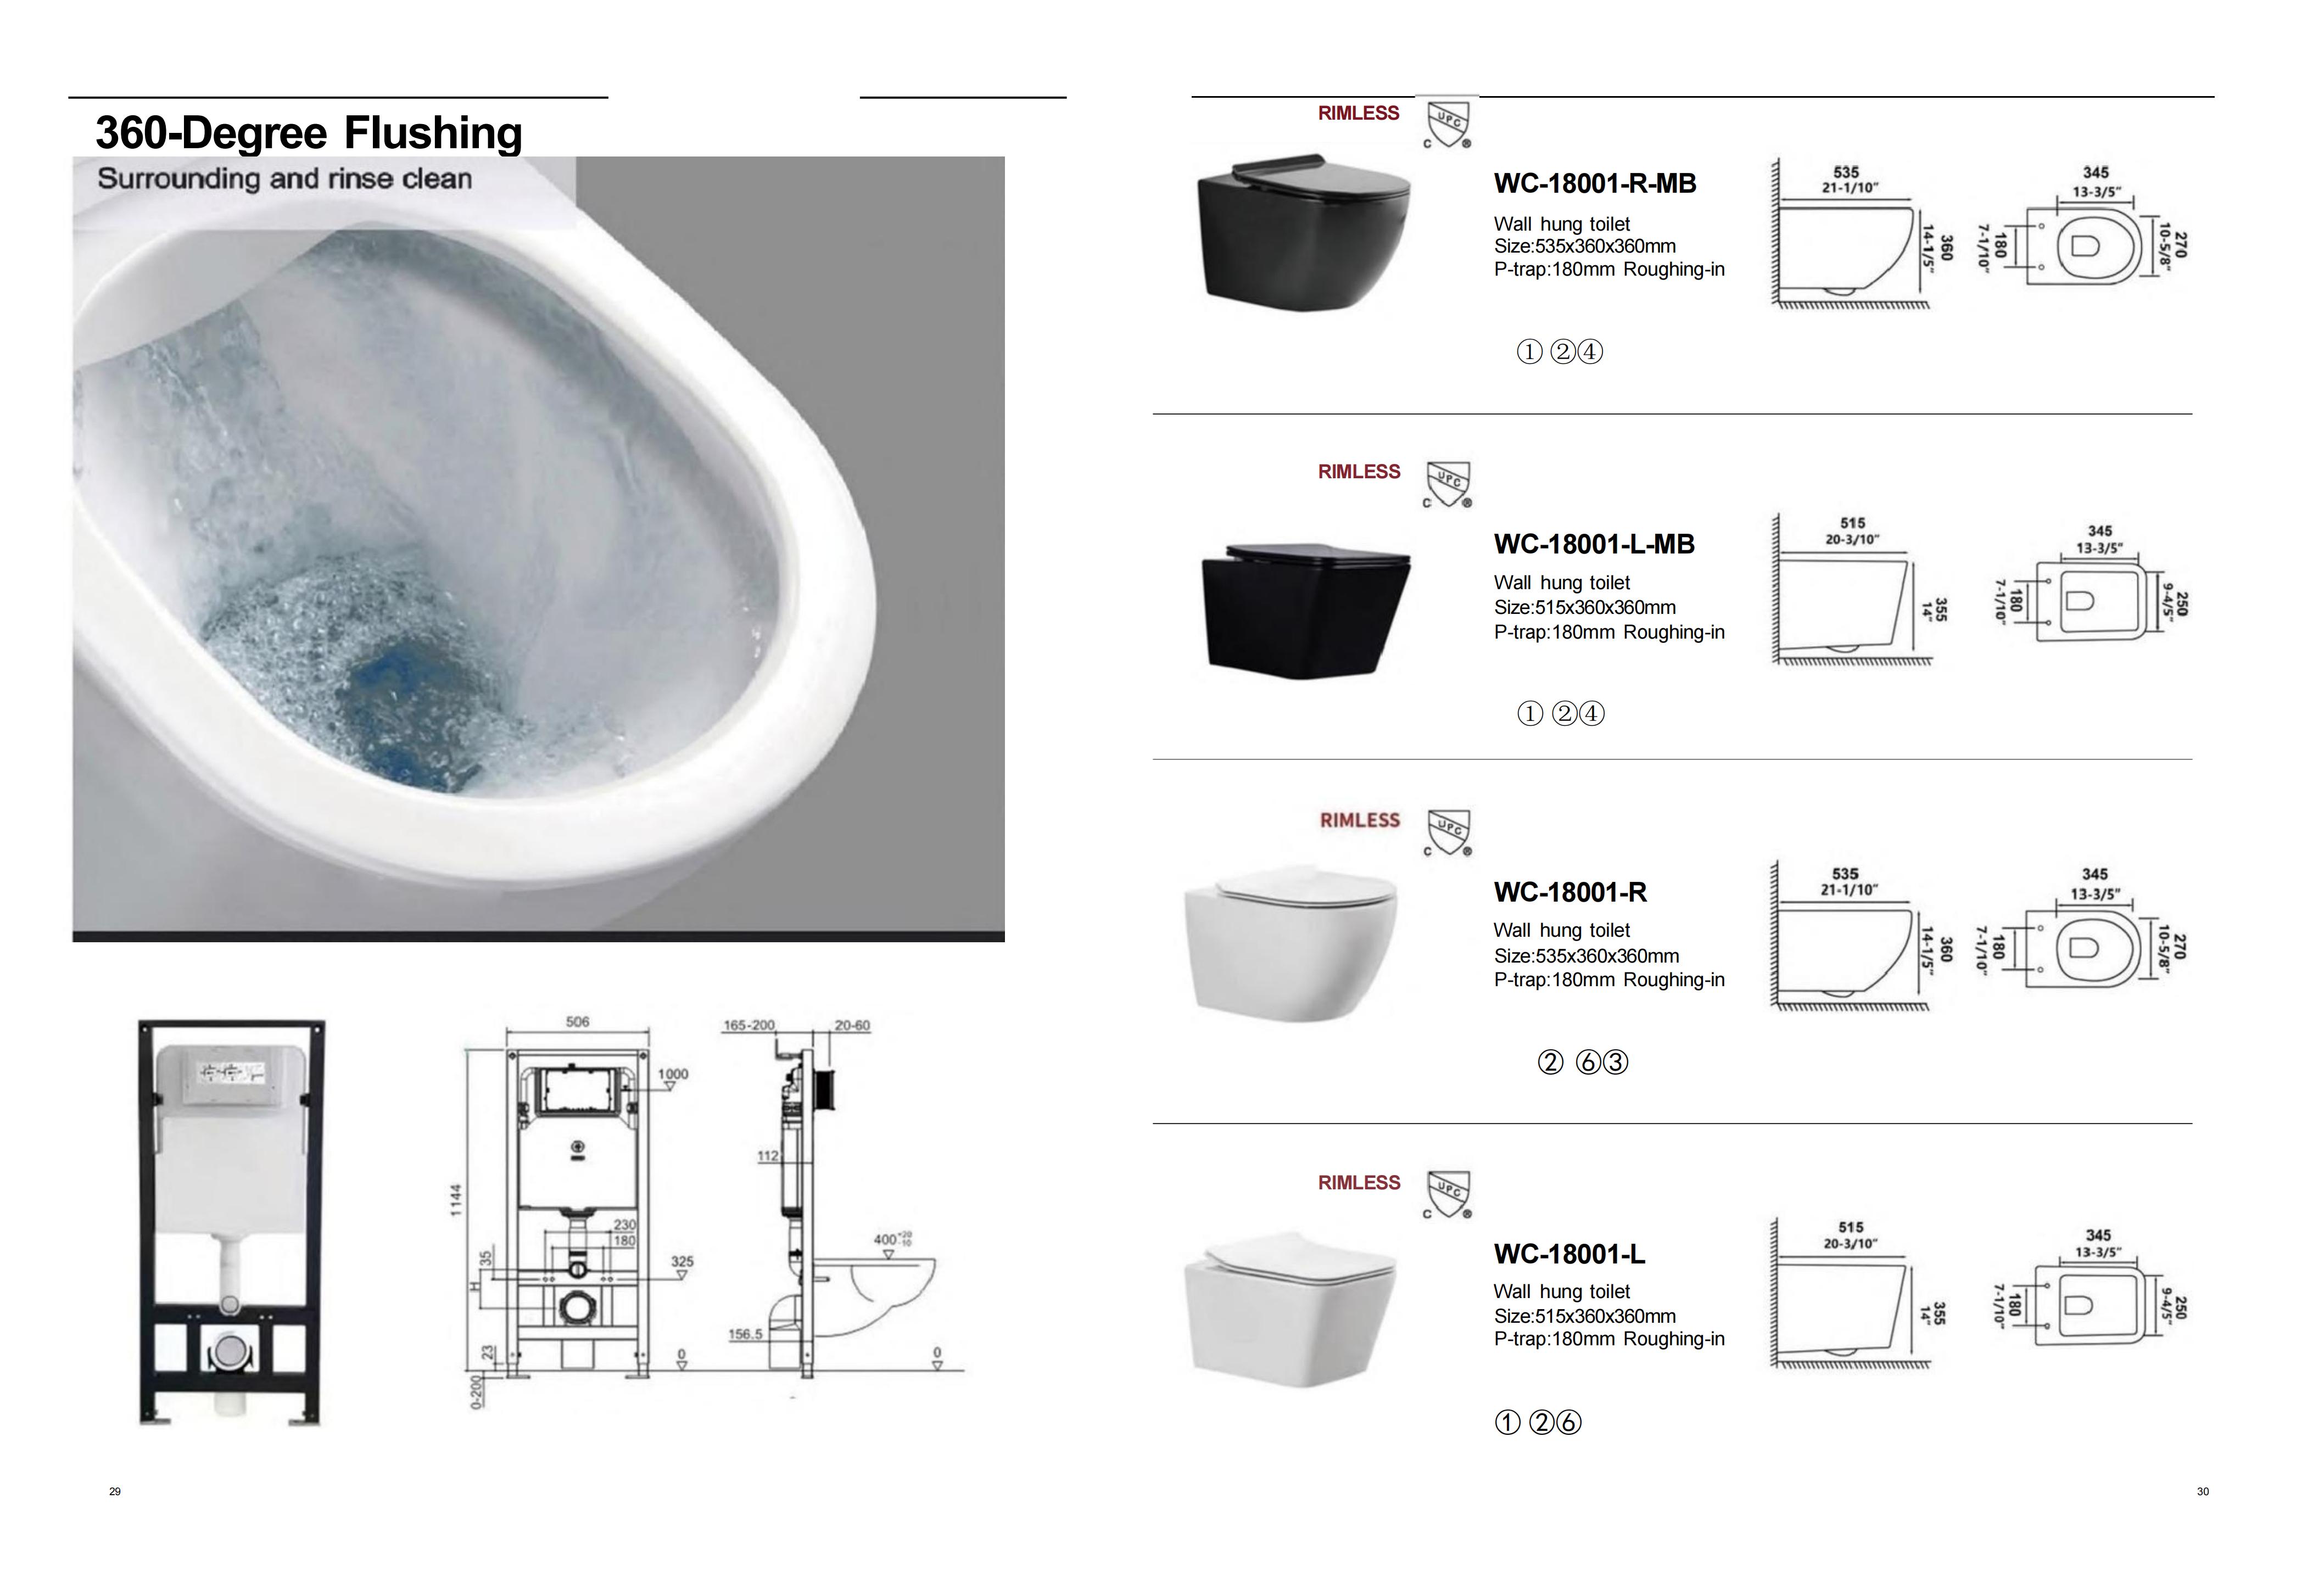 360-Degree Flushing
Surrounding and rinse clean
506
1000
1144
230
180
35
H
325
23
0
0-200
165-200
20-60
112
400+20-10
156.5
0
29
RIMLESS
UPC
C ®
WC-18001-R-MB
Wall hung toilet
Size:535x360x360mm
P-trap:180mm Roughing-in
①②④
535
21-1/10"
360
14-1/5"
345
13-3/5"
180
7-1/10"
270
10-5/8"
RIMLESS
UPC
C ®
WC-18001-L-MB
Wall hung toilet
Size:515x360x360mm
P-trap:180mm Roughing-in
①②④
515
20-3/10"
355
14"
345
13-3/5"
180
7-1/10"
250
9-4/5"
RIMLESS
UPC
C ®
WC-18001-R
Wall hung toilet
Size:535x360x360mm
P-trap:180mm Roughing-in
② ⑥③
535
21-1/10"
360
14-1/5"
345
13-3/5"
180
7-1/10"
270
10-5/8"
RIMLESS
UPC
C ®
WC-18001-L
Wall hung toilet
Size:515x360x360mm
P-trap:180mm Roughing-in
①②⑥
515
20-3/10"
355
14"
345
13-3/5"
180
7-1/10"
250
9-4/5"
30